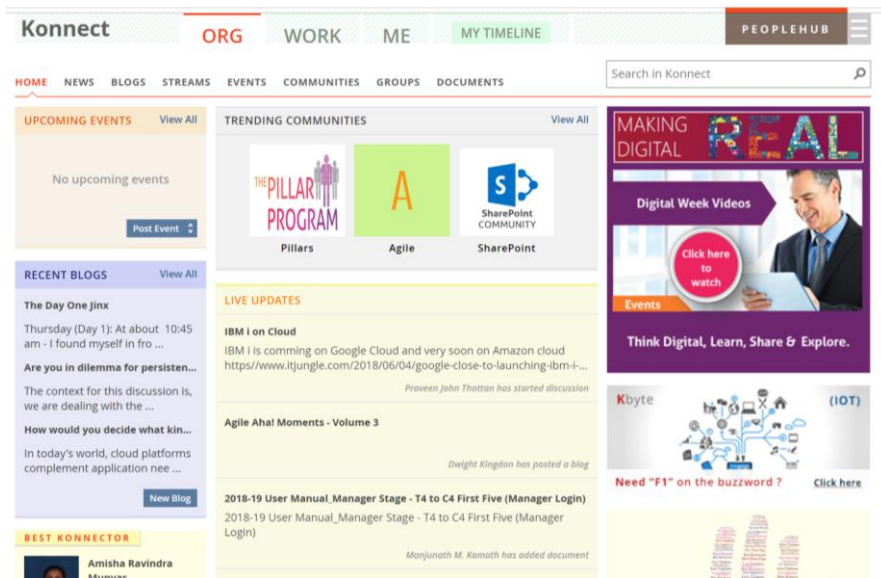 Konnect
ORG
WORK
ME
MY TIMELINE
PEOPLEHUB
HOME NEWS BLOGS STREAMS EVENTS COMMUNITIES GROUPS DOCUMENTS
Search in Konnect
UPCOMING EVENTS View All
No upcoming events
Post Event
RECENT BLOGS View All
The Day One Jinx
Thursday (Day 1): At about 10:45
am - I found myself in fro ...
Are you in dilemma for persisten...
The context for this discussion is,
we are dealing with the ...
How would you decide what kin...
In today's world, cloud platforms
complement application nee ...
New Blog
BEST KONNECTOR
Amisha Ravindra
TRENDING COMMUNITIES View All
THE PILLAR
PROGRAM
Pillars
A
Agile
S
SharePoint
COMMUNITY
SharePoint
LIVE UPDATES
IBM i on Cloud
IBM i is comming on Google Cloud and very soon on Amazon cloud
https//www.itjungle.com/2018/06/04/google-close-to-launching-ibm-i-...
Praveen John Thottan has started discussion
Agile Aha! Moments - Volume 3
Dwight Kingdon has posted a blog
2018-19 User Manual_Manager Stage - T4 to C4 First Five (Manager Login)
2018-19 User Manual_Manager Stage - T4 to C4 First Five (Manager
Login)
Manjunath M. Kamath has added document
MAKING
DIGITAL
REAL
Digital Week Videos
Click here
to
watch
Events
Think Digital, Learn, Share & Explore.
Kbyte
(IOT)
Need "F1" on the buzzword ?
Click here